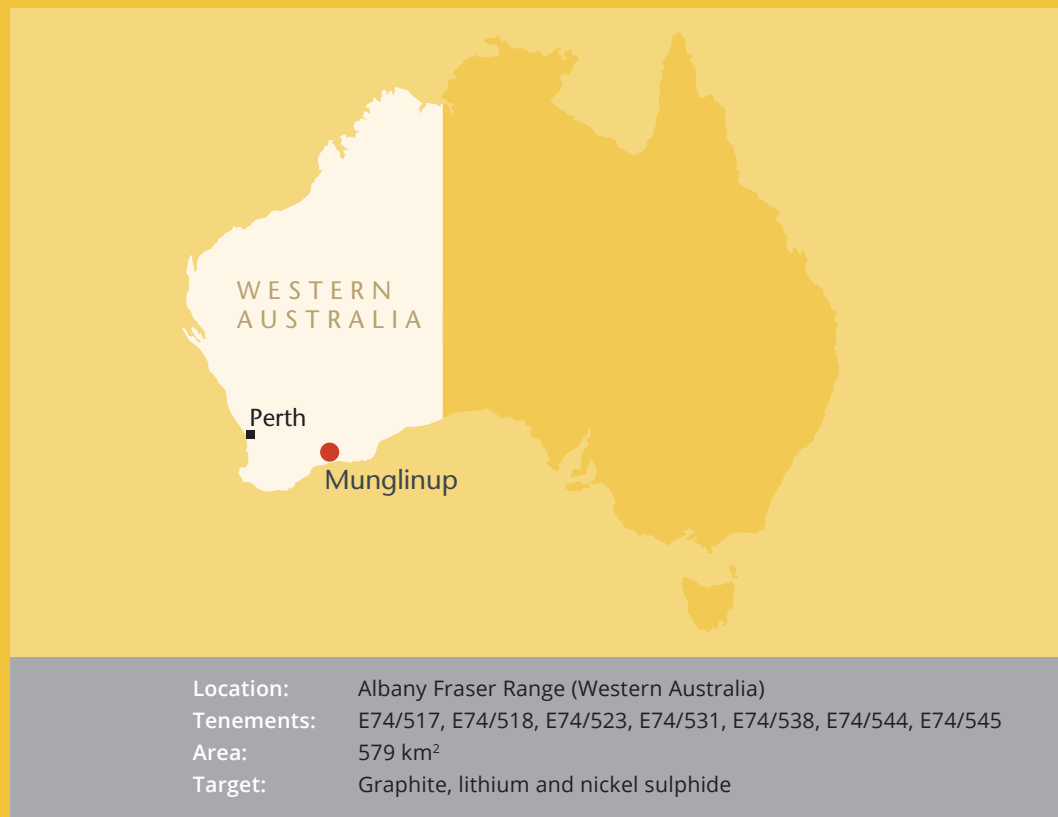 WESTERN
AUSTRALIA
Perth
Munglinup
Location: Albany Fraser Range (Western Australia)
Tenements: E74/517, E74/518, E74/523, E74/531, E74/538, E74/544, E74/545
Area: 579 km²
Target: Graphite, lithium and nickel sulphide